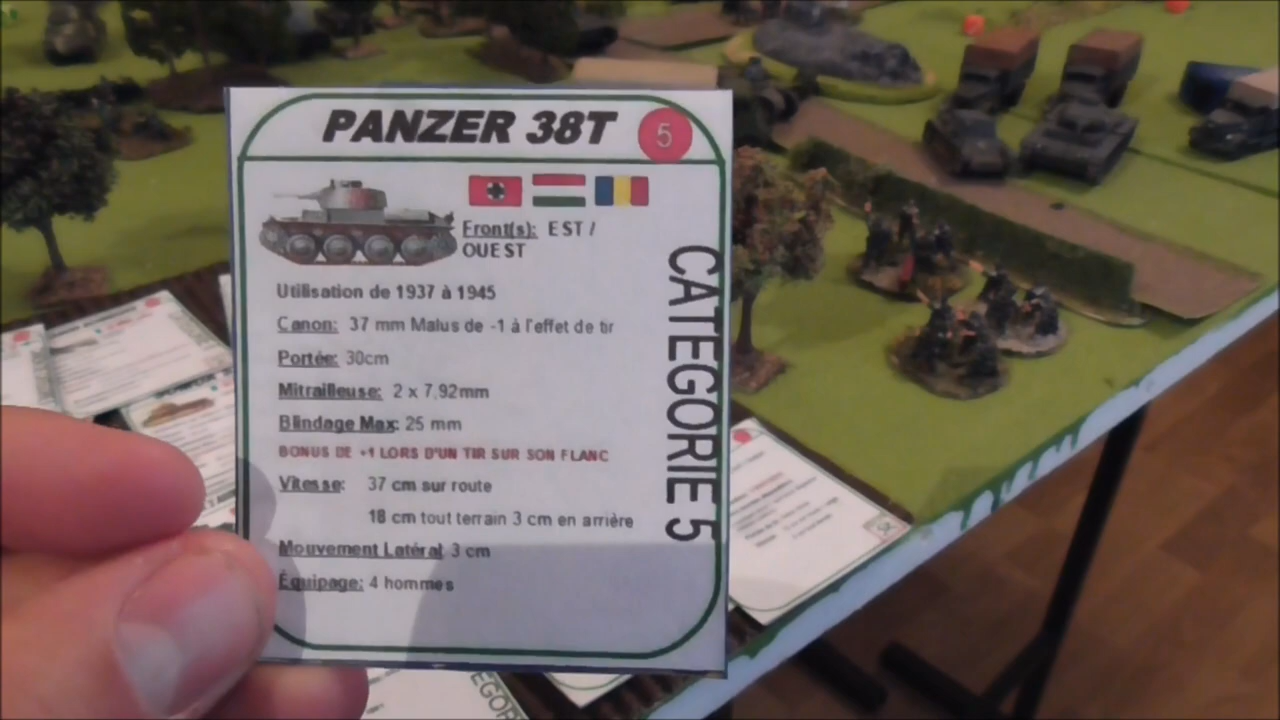 PANZER 38T
5
Front(s): EST /
OUEST
Utilisation de 1937 à 1945
Canon: 37 mm Malus de -1 à l'effet de tir
Portée: 30cm
Mitrailleuse: 2 x 7,92mm
Blindage Max: 25 mm
BONUS DE +1 LORS D'UN TIR SUR SON FLANC
Vitesse: 37 cm sur route
18 cm tout terrain 3 cm en arrière
Mouvement Latéral 3 cm
Équipage: 4 hommes
CATEGORIE 5